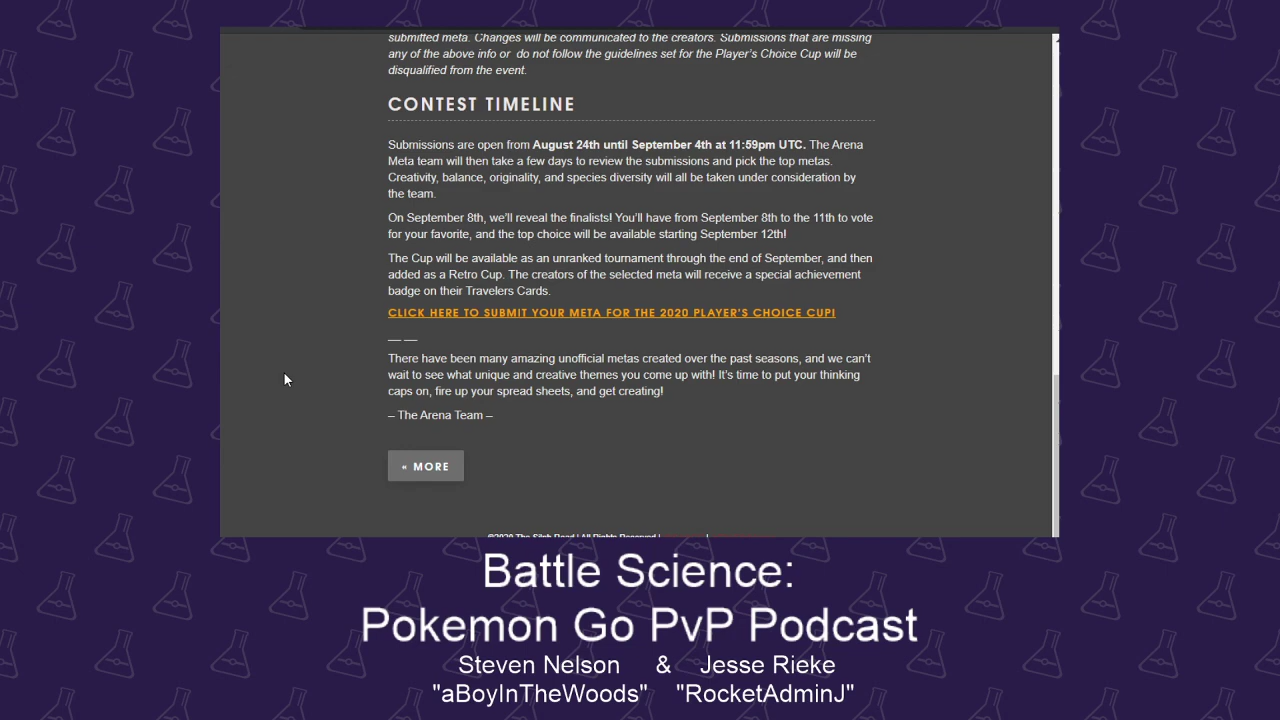 submitted meta. Changes will be communicated to the creators. Submissions that are missing
any of the above info or do not follow the guidelines set for the Player's Choice Cup will be
disqualified from the event.
CONTEST TIMELINE
Submissions are open from August 24th until September 4th at 11:59pm UTC. The Arena
Meta team will then take a few days to review the submissions and pick the top metas.
Creativity, balance, originality, and species diversity will all be taken under consideration by
the team.
On September 8th, we'll reveal the finalists! You'll have from September 8th to the 11th to vote
for your favorite, and the top choice will be available starting September 12th!
The Cup will be available as an unranked tournament through the end of September, and then
added as a Retro Cup. The creators of the selected meta will receive a special achievement
badge on their Travelers Cards.
CLICK HERE TO SUBMIT YOUR META FOR THE 2020 PLAYER'S CHOICE CUP!
— —
There have been many amazing unofficial metas created over the past seasons, and we can't
wait to see what unique and creative themes you come up with! It's time to put your thinking
caps on, fire up your spread sheets, and get creating!
– The Arena Team –
« MORE
©2020 The Silph Road | All Rights Reserved |
Battle Science:
Pokemon Go PvP Podcast
Steven Nelson & Jesse Rieke
"aBoyInTheWoods" "RocketAdminJ"